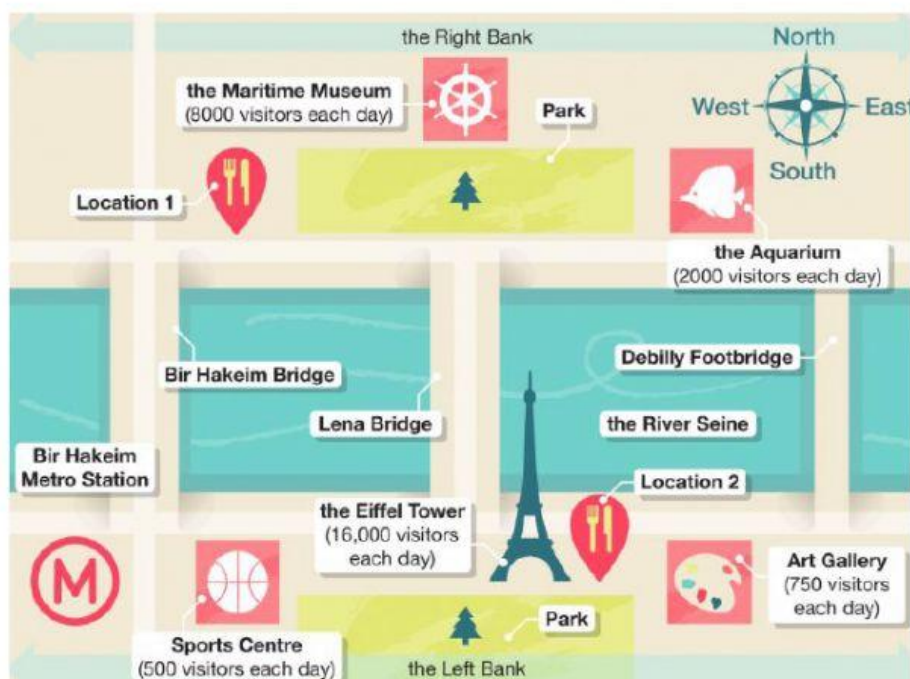 the Right Bank
North
West
East
South
the Maritime Museum
(8000 visitors each day)
Park
Location 1
the Aquarium
(2000 visitors each day)
Bir Hakeim Bridge
Debilly Footbridge
Lena Bridge
the River Seine
Bir Hakeim
Metro Station
Location 2
the Eiffel Tower
(16,000 visitors
each day)
M
Art Gallery
(750 visitors
each day)
Park
Sports Centre
(500 visitors each day)
the Left Bank